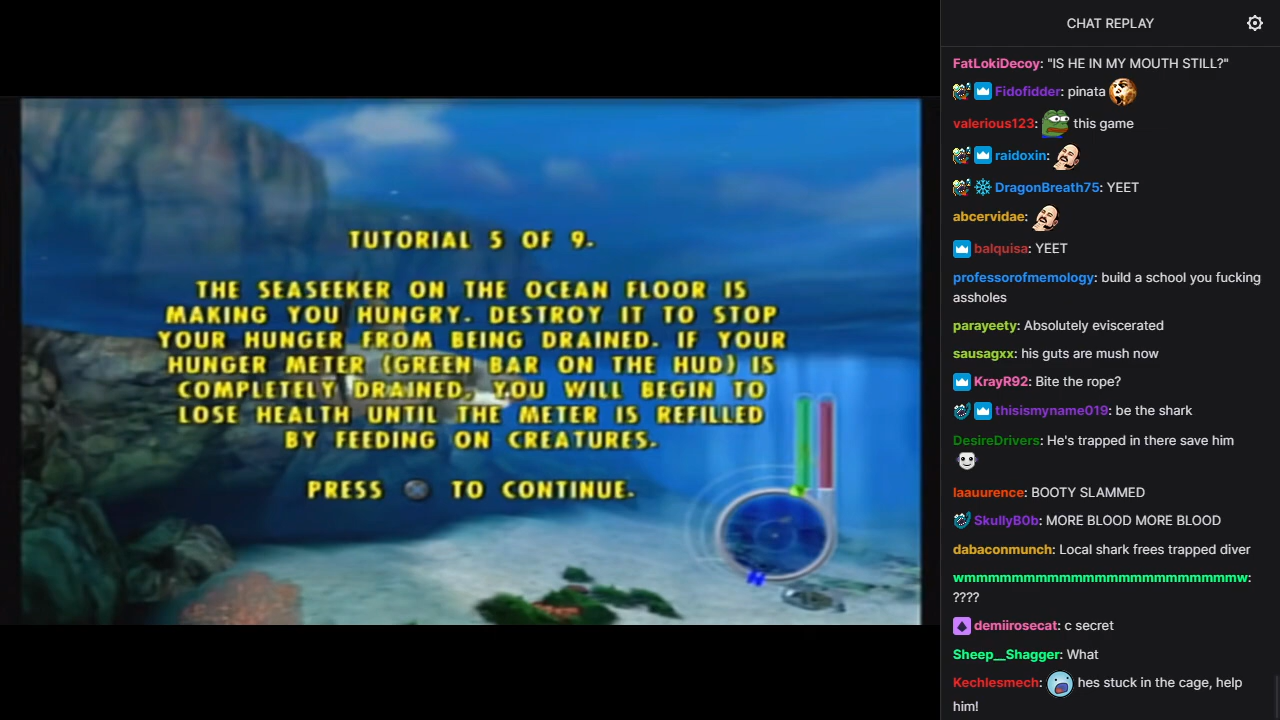 TUTORIAL 5 OF 9.
THE SEASEEKER ON THE OCEAN FLOOR IS
MAKING YOU HUNGRY. DESTROY IT TO STOP
YOUR HUNGER FROM BEING DRAINED. IF YOUR
HUNGER METER (GREEN BAR ON THE HUD) IS
COMPLETELY DRAINED, YOU WILL BEGIN TO
LOSE HEALTH UNTIL THE METER IS REFILLED
BY FEEDING ON CREATURES.
PRESS ⊗ TO CONTINUE.
N
CHAT REPLAY
FatLokiDecoy: "IS HE IN MY MOUTH STILL?"
Fidofidder: pinata
valerious123: this game
raidoxin:
DragonBreath75: YEET
abcervidae:
balquisa: YEET
professorofmemology: build a school you fucking
assholes
parayeety: Absolutely eviscerated
sausagxx: his guts are mush now
KrayR92: Bite the rope?
thisismyname019: be the shark
DesireDrivers: He's trapped in there save him
laauurence: BOOTY SLAMMED
SkullyB0b: MORE BLOOD MORE BLOOD
dabaconmunch: Local shark frees trapped diver
wmmmmmmmmmmmmmmmmmmmmmmmw:
????
demiirosecat: c secret
Sheep__Shagger: What
Kechlesmech: hes stuck in the cage, help
him!